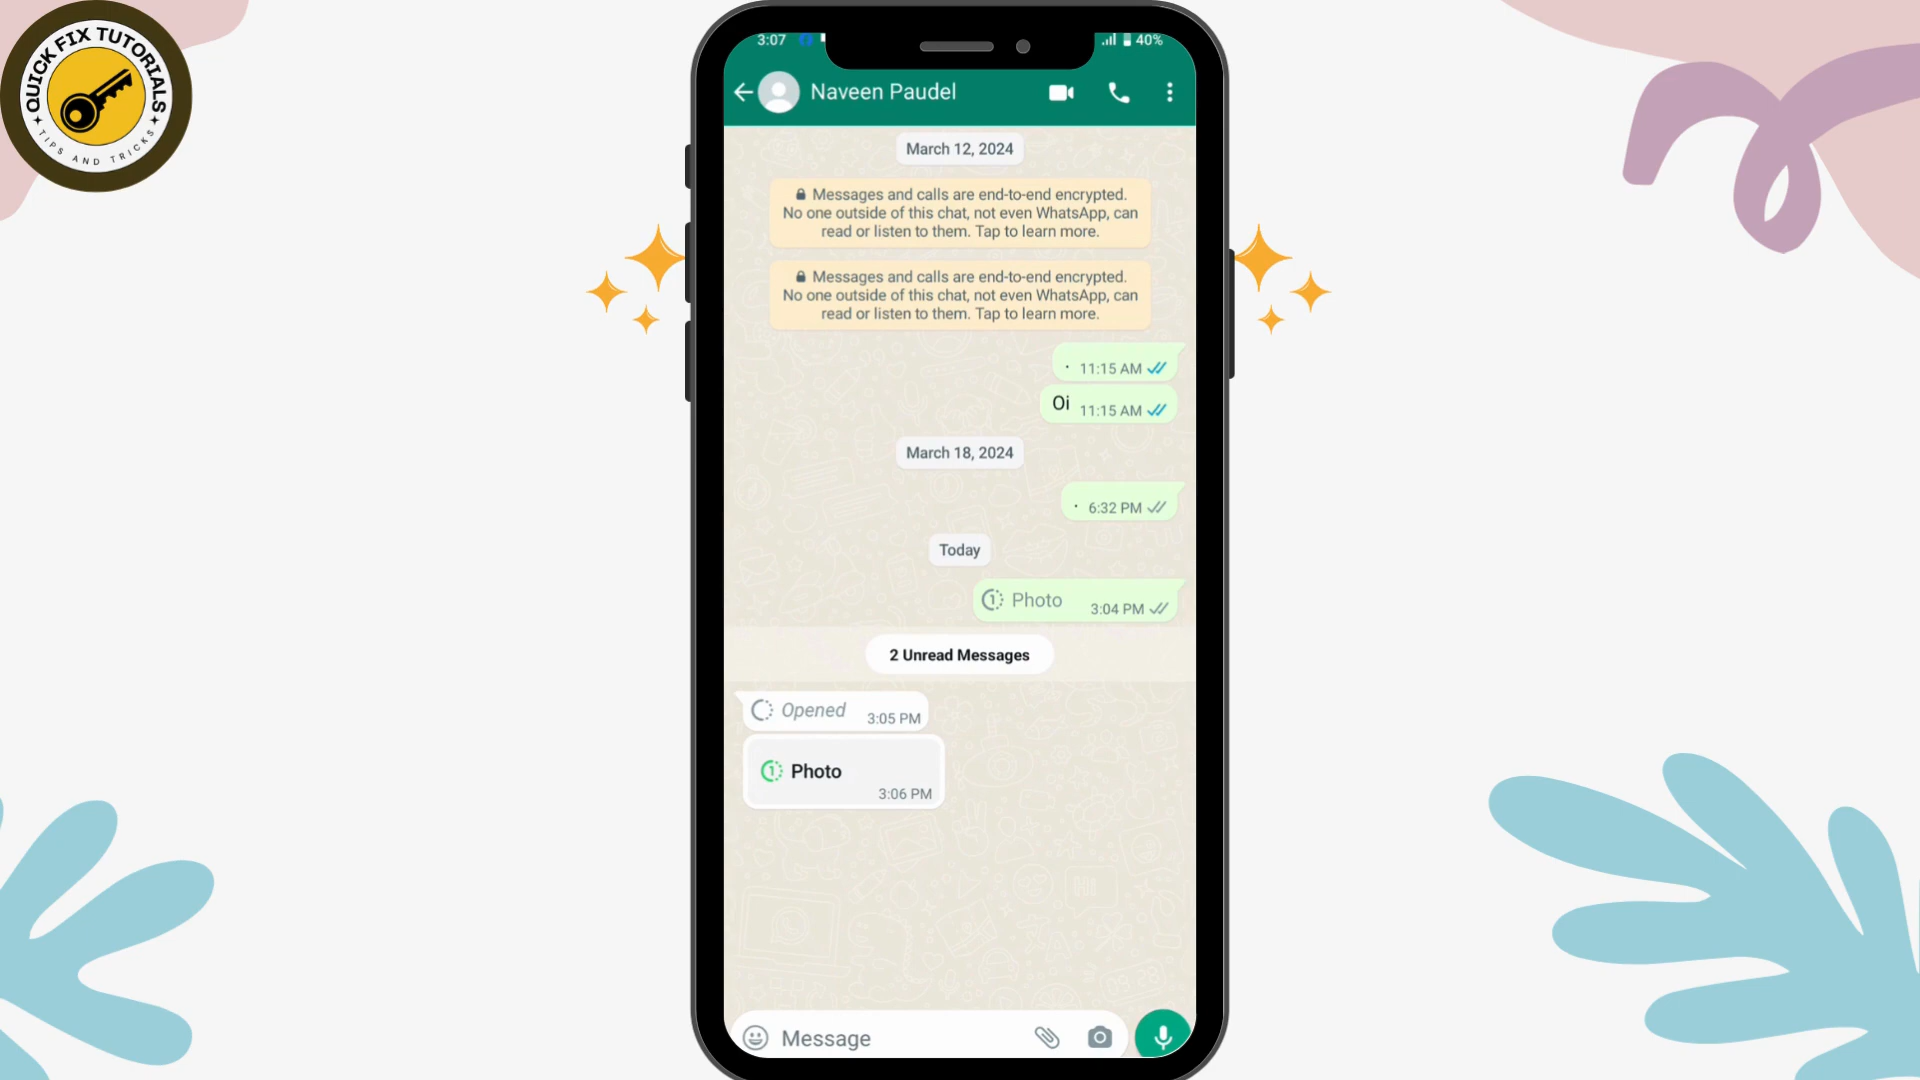 QUICK FIX TUTORIALS
TIPS AND TRICKS
3:07
40%
Naveen Paudel
March 12, 2024
Messages and calls are end-to-end encrypted.
No one outside of this chat, not even WhatsApp, can
read or listen to them. Tap to learn more.
Messages and calls are end-to-end encrypted.
No one outside of this chat, not even WhatsApp, can
read or listen to them. Tap to learn more.
. 11:15 AM
Oi 11:15 AM
March 18, 2024
. 6:32 PM
Today
1 Photo 3:04 PM
2 Unread Messages
Opened 3:05 PM
1 Photo
3:06 PM
Message